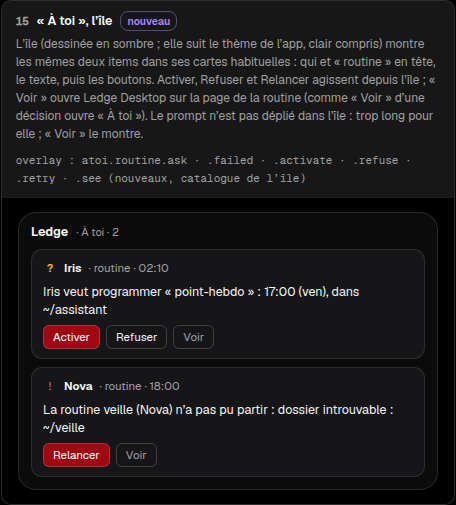 15 « À toi », l'île nouveau
L'île (dessinée en sombre ; elle suit le thème de l'app, clair compris) montre
les mêmes deux items dans ses cartes habituelles : qui et « routine » en tête,
le texte, puis les boutons. Activer, Refuser et Relancer agissent depuis l'île ; «
Voir » ouvre Ledge Desktop sur la page de la routine (comme « Voir » d'une
décision ouvre « À toi »). Le prompt n'est pas déplié dans l'île : trop long pour
elle ; « Voir » le montre.
overlay : atoi.routine.ask · .failed · .activate · .refuse ·
.retry · .see (nouveaux, catalogue de l'île)
Ledge · À toi · 2
? Iris · routine · 02:10
Iris veut programmer « point-hebdo » : 17:00 (ven), dans
~/assistant
Activer Refuser Voir
! Nova · routine · 18:00
La routine veille (Nova) n'a pas pu partir : dossier introuvable :
~/veille
Relancer Voir